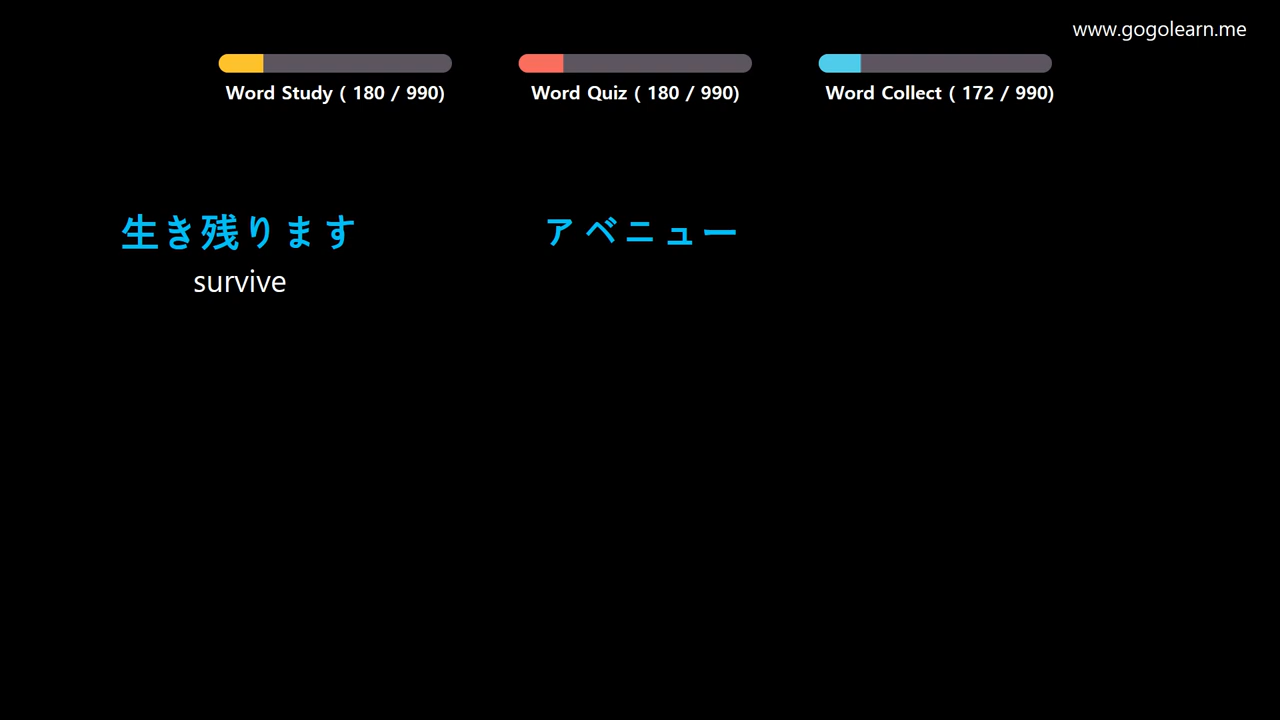 www.gogolearn.me
Word Study ( 180 / 990)
Word Quiz ( 180 / 990)
Word Collect ( 172 / 990)
生き残ります
survive
アベニュー